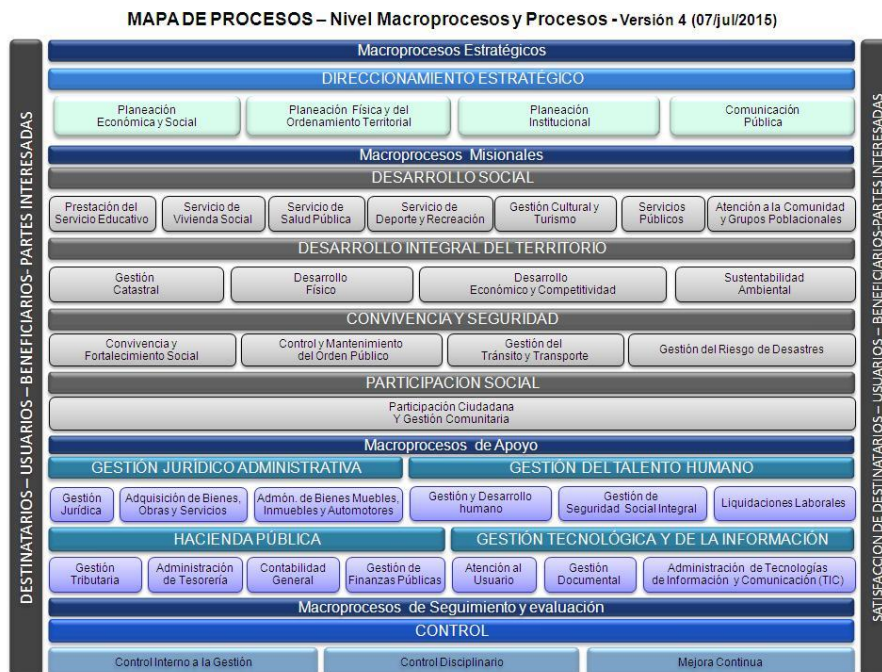 MAPA DE PROCESOS – Nivel Macroprocesos y Procesos - Versión 4 (07/jul/2015)
DESTINATARIOS – USUARIOS – BENEFICIARIOS- PARTES INTERESADAS
Macroprocesos Estratégicos
DIRECCIONAMIENTO ESTRATÉGICO
Planeación
Económica y Social
Planeación Física y del
Ordenamiento Territorial
Planeación
Institucional
Comunicación
Pública
Macroprocesos Misionales
DESARROLLO SOCIAL
Prestación del
Servicio Educativo
Servicio de
Vivienda Social
Servicio de
Salud Pública
Servicio de
Deporte y Recreación
Gestión Cultural y
Turismo
Servicios
Públicos
Atención a la Comunidad
y Grupos Poblacionales
DESARROLLO INTEGRAL DEL TERRITORIO
Gestión
Catastral
Desarrollo
Físico
Desarrollo
Económico y Competitividad
Sustentabilidad
Ambiental
CONVIVENCIA Y SEGURIDAD
Convivencia y
Fortalecimiento Social
Control y Mantenimiento
del Orden Público
Gestión del
Tránsito y Transporte
Gestión del Riesgo de Desastres
PARTICIPACION SOCIAL
Participación Ciudadana
Y Gestión Comunitaria
Macroprocesos de Apoyo
GESTIÓN JURÍDICO ADMINISTRATIVA
GESTIÓN DEL TALENTO HUMANO
Gestión
Jurídica
Adquisición de Bienes,
Obras y Servicios
Admón. de Bienes Muebles,
Inmuebles y Automotores
Gestión y Desarrollo
humano
Gestión de
Seguridad Social Integral
Liquidaciones Laborales
HACIENDA PÚBLICA
GESTIÓN TECNOLÓGICA Y DE LA INFORMACIÓN
Gestión
Tributaria
Administración
de Tesorería
Contabilidad
General
Gestión de
Finanzas Públicas
Atención al
Usuario
Gestión
Documental
Administración de Tecnologías
de Información y Comunicación (TIC)
Macroprocesos de Seguimiento y evaluación
CONTROL
Control Interno a la Gestión
Control Disciplinario
Mejora Continua
SATISFACCION DE DESTINATARIOS – USUARIOS – BENEFICIARIOS-PARTES INTERESADAS